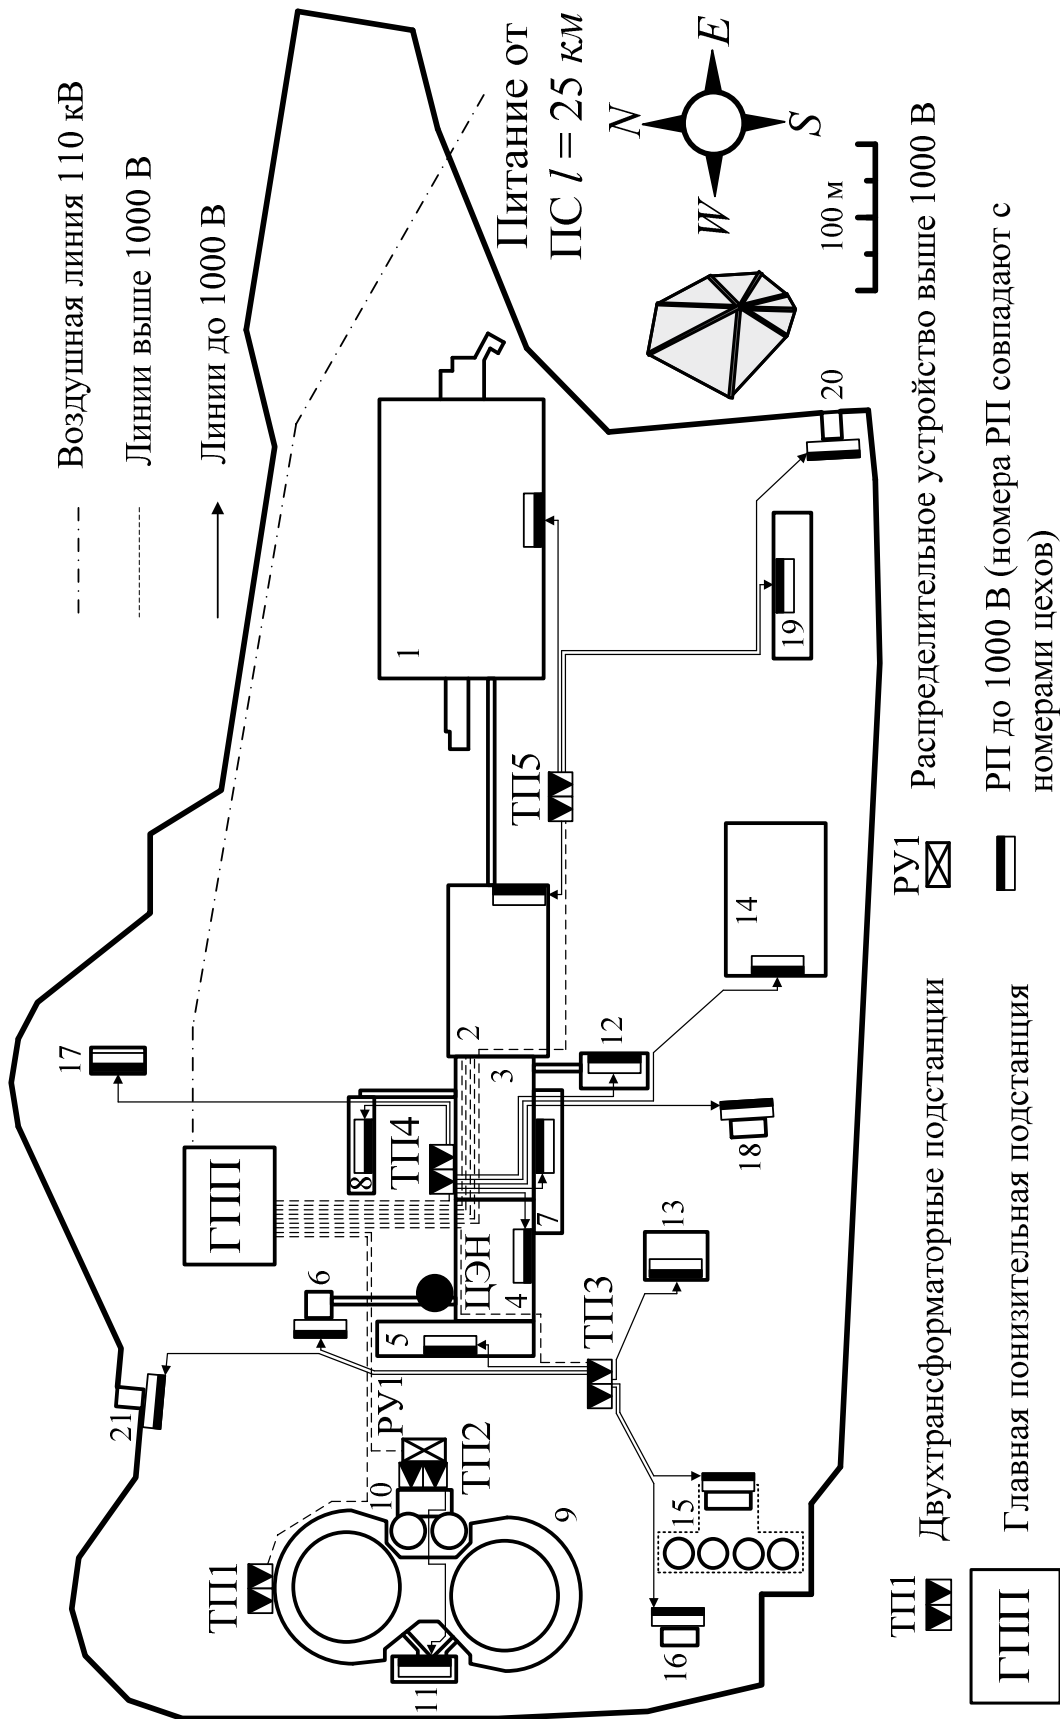 Воздушная линия 110 кВ
Линии выше 1000 В
Линии до 1000 В
Питание от
ПС l = 25 км
N
E
S
W
100 м
17
ГПП
8
ТП4
6
21
РУ1
ТП1
10
ТП2
9
11
5
ЦЭН
4
7
3
2
1
12
ТП5
ТП3
13
14
15
16
18
19
20
ТП1
Двухтрансформаторные подстанции
ГПП
Главная понизительная подстанция
РУ1
Распределительное устройство выше 1000 В
РП до 1000 В (номера РП совпадают с
номерами цехов)